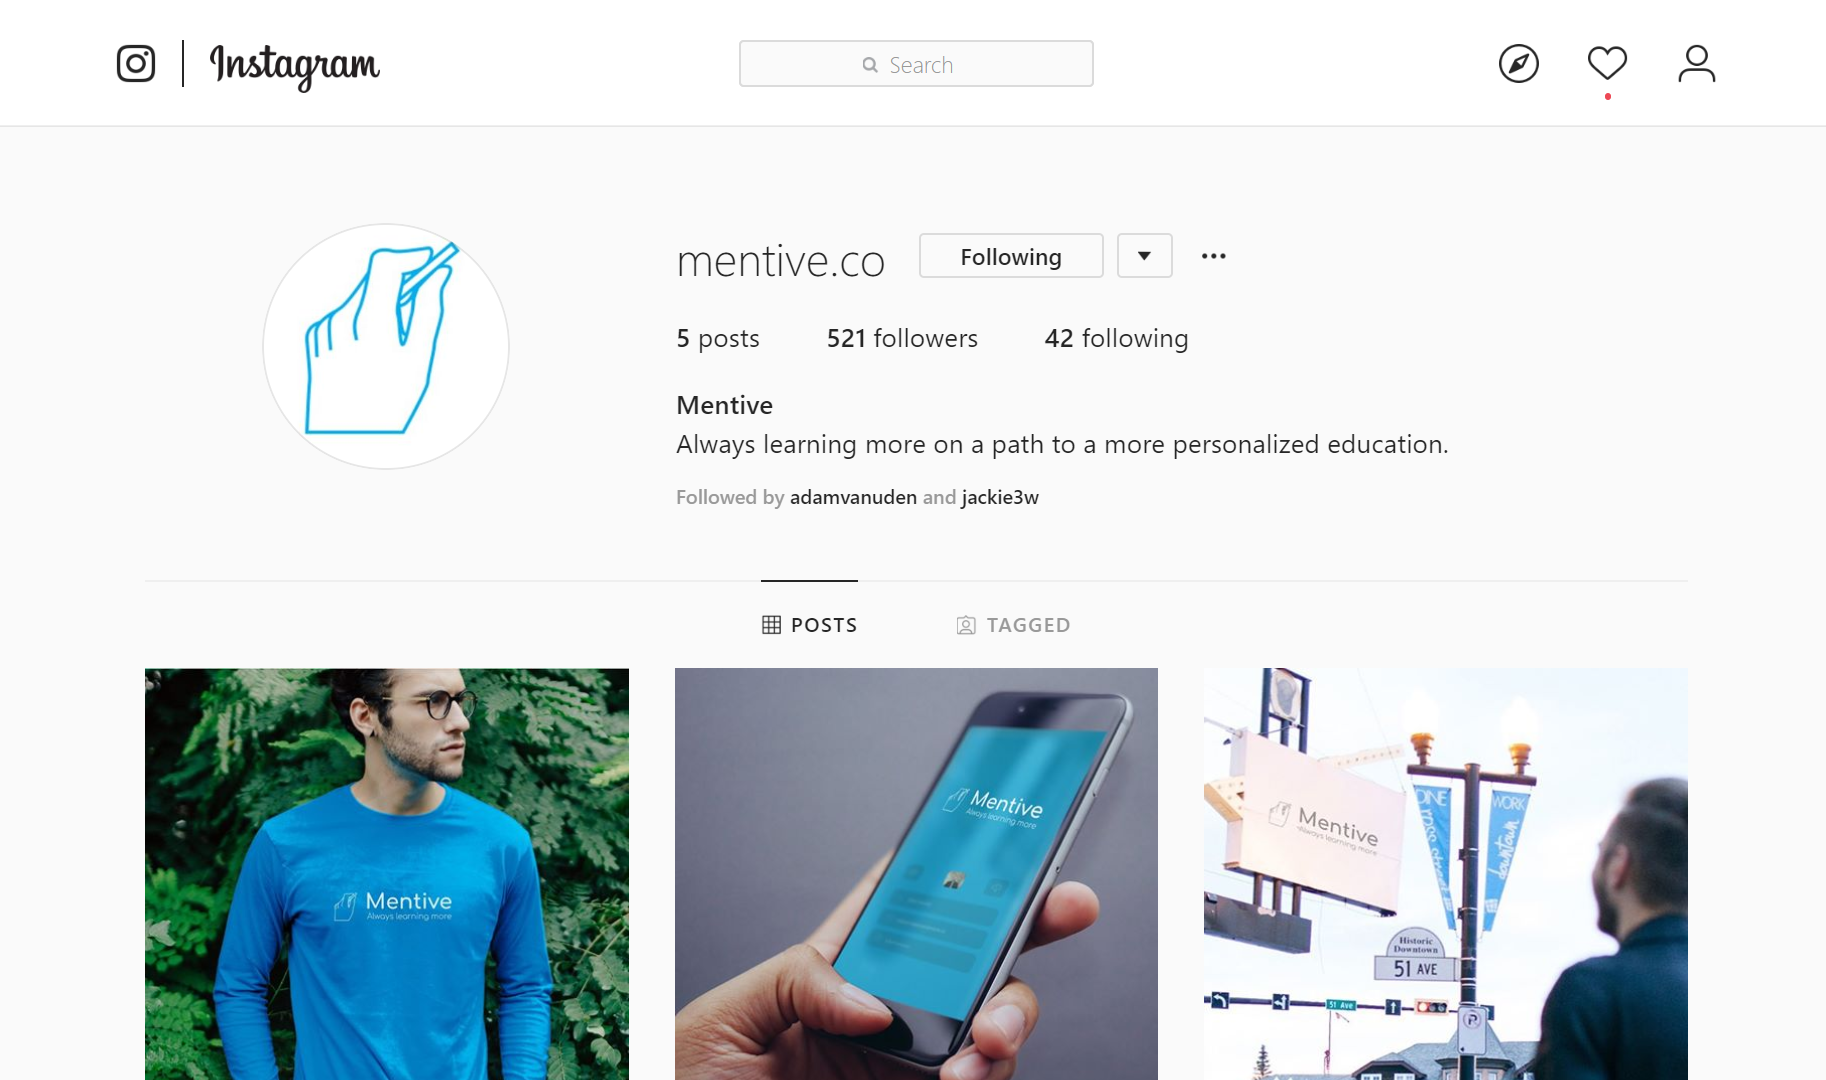 Instagram
Search
mentive.co
Following
5 posts
521 followers
42 following
Mentive
Always learning more on a path to a more personalized education.
Followed by adamvanuden and jackie3w
POSTS
TAGGED
Mentive
Always learning more
Mentive
Always learning more
Mentive
Always learning more
WORK
downtown
Historic
Downtown
51 AVE
51 Ave
P